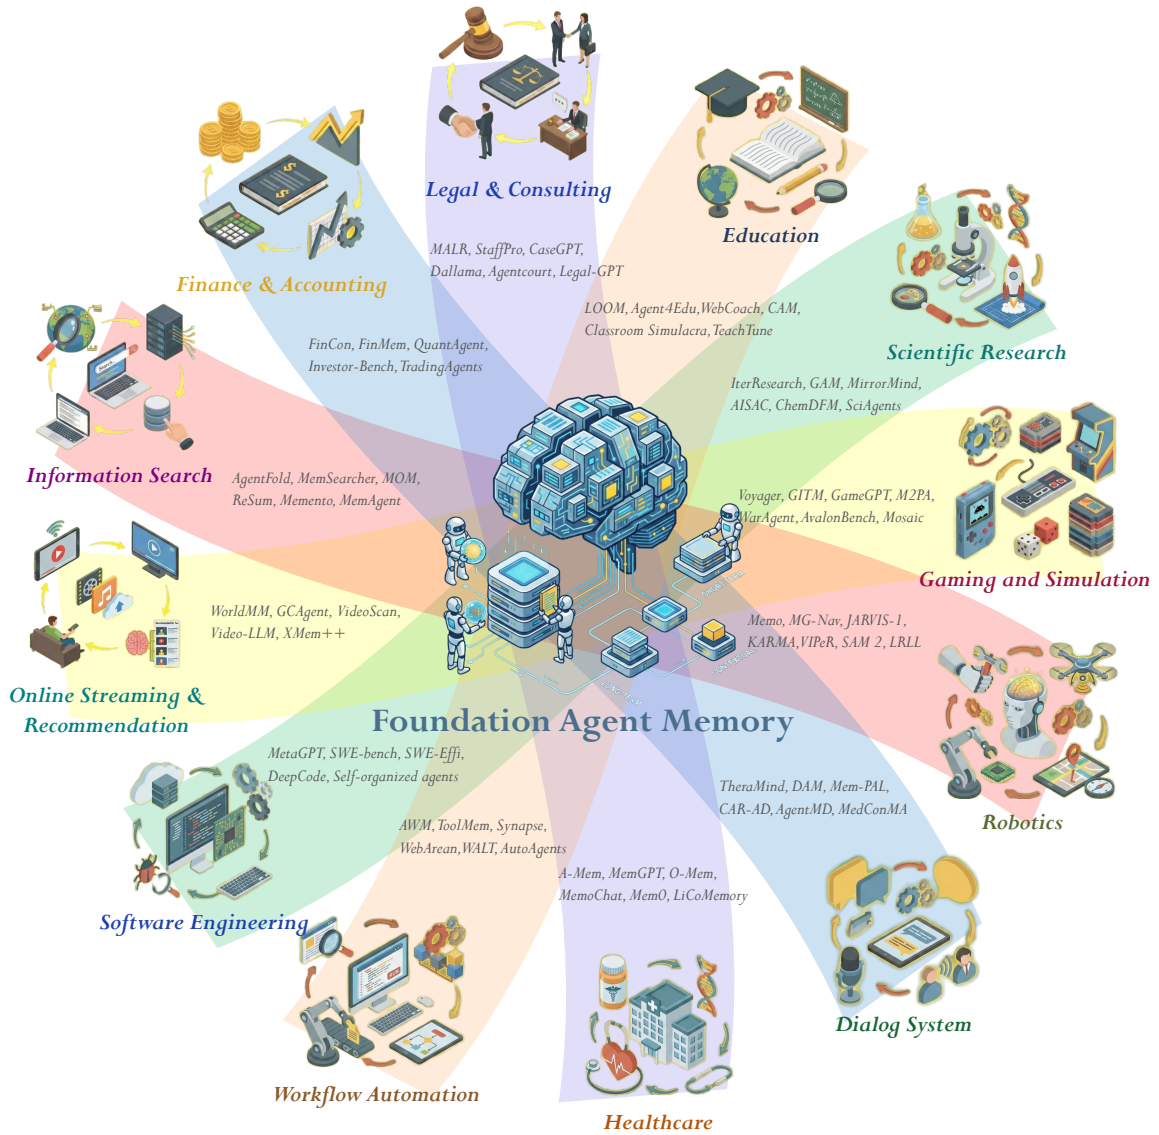 Legal & Consulting
MALR, StaffPro, CaseGPT,
Dallama, Agentcourt, Legal-GPT
Education
LOOM, Agent4Edu,WebCoach, CAM,
Classroom Simulacra, TeachTune
Finance & Accounting
FinCon, FinMem, QuantAgent,
Investor-Bench, TradingAgents
Scientific Research
IterResearch, GAM, MirrorMind,
AISAC, ChemDFM, SciAgents
Search...
Information Search
AgentFold, MemSearcher, MOM,
ReSum, Memento, MemAgent
Voyager, GITM, GameGPT, M2PA,
WarAgent, AvalonBench, Mosaic
Gaming and Simulation
WorldMM, GCAgent, VideoScan,
Video-LLM, XMem++
Online Streaming &
Recommendation
SHORT-TERM
LONG-TERM
Memo, MG-Nav, JARVIS-1,
KARMA,VIPeR, SAM 2, LRLL
Robotics
Foundation Agent Memory
MetaGPT, SWE-bench, SWE-Effi,
DeepCode, Self-organized agents
Software Engineering
TheraMind, DAM, Mem-PAL,
CAR-AD, AgentMD, MedConMA
Dialog System
AWM,ToolMem, Synapse,
WebArean,WALT, AutoAgents
Workflow Automation
A-Mem, MemGPT, O-Mem,
MemoChat, Mem0, LiCoMemory
Healthcare